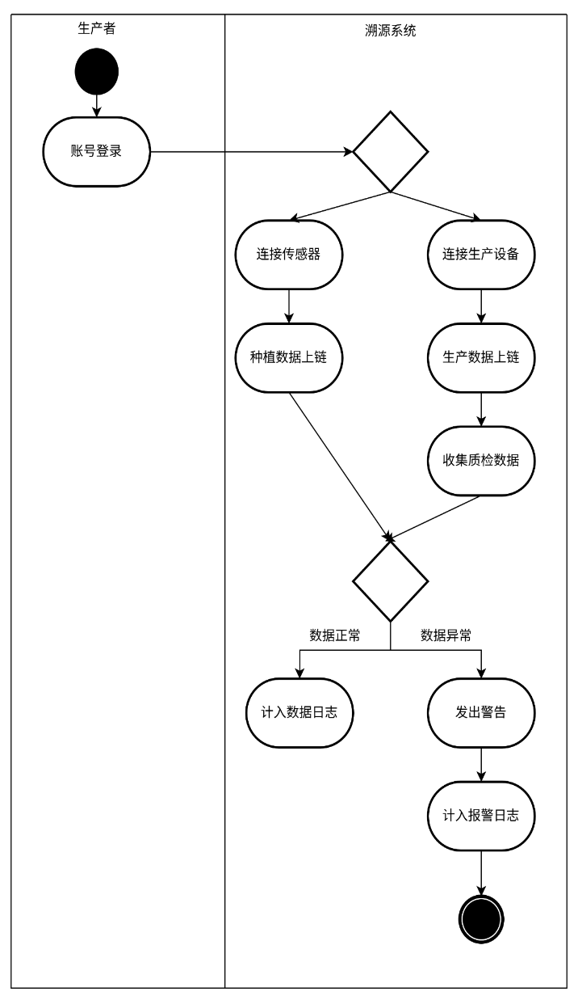 生产者
溯源系统
账号登录
连接传感器
连接生产设备
种植数据上链
生产数据上链
收集质检数据
数据正常
数据异常
计入数据日志
发出警告
计入报警日志